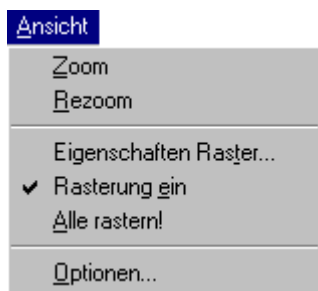 Ansicht
Zoom
Rezoom
Eigenschaften Raster...
Rasterung ein
Alle rastern!
Optionen...